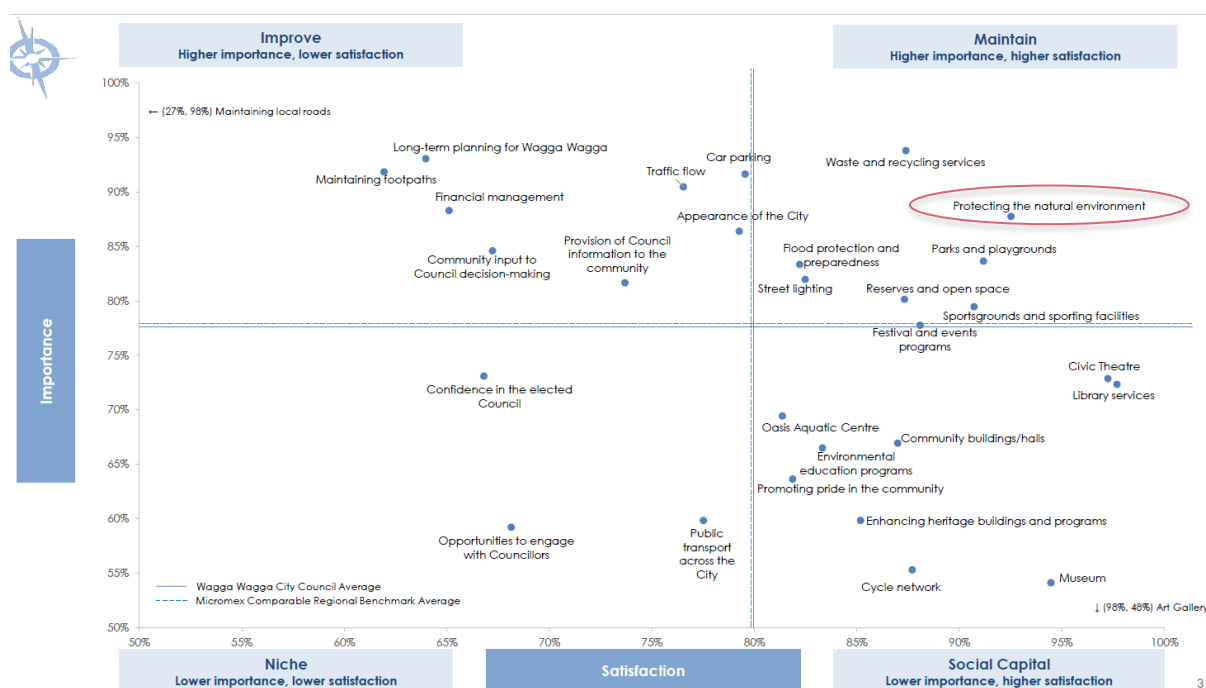 Improve
Higher importance, lower satisfaction
Maintain
Higher importance, higher satisfaction
100%
← (27%, 98%) Maintaining local roads
95%
Long-term planning for Wagga Wagga
Car parking
Waste and recycling services
Traffic flow
Maintaining footpaths
90%
Financial management
Protecting the natural environment
Appearance of the City
Provision of Council
information to the
community
85%
Community input to
Council decision-making
Flood protection and
preparedness
Parks and playgrounds
Street lighting
Reserves and open space
80%
Sportsgrounds and sporting facilities
Festival and events
programs
Importance
75%
Civic Theatre
Confidence in the elected
Council
Library services
70%
Oasis Aquatic Centre
Community buildings/halls
65%
Environmental
education programs
Promoting pride in the community
60%
Opportunities to engage
with Councillors
Public
transport
across the
City
Enhancing heritage buildings and programs
55%
Cycle network
Museum
Wagga Wagga City Council Average
Micromex Comparable Regional Benchmark Average
↓ (98%, 48%) Art Gallery
50%
50% 55% 60% 65% 70% 75% 80% 85% 90% 95% 100%
Niche
Lower importance, lower satisfaction
Satisfaction
Social Capital
Lower importance, higher satisfaction
3